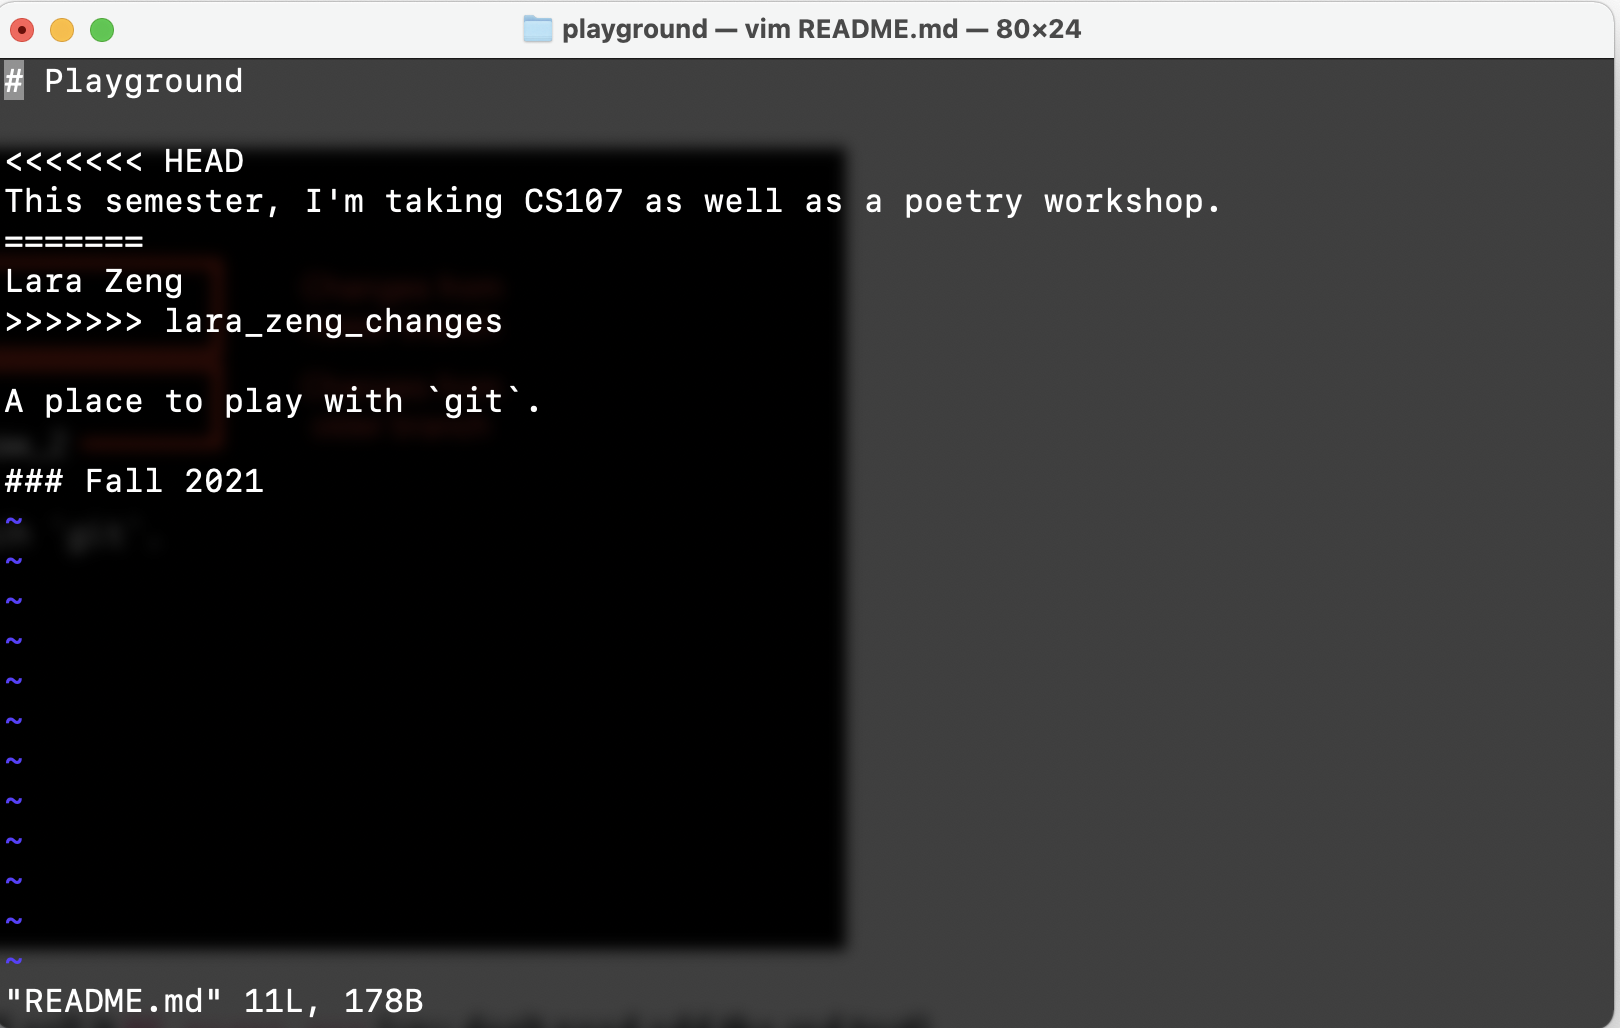 playground — vim README.md — 80×24
# Playground
<<<<<<< HEAD
This semester, I'm taking CS107 as well as a poetry workshop.
=======
Lara Zeng
>>>>>>> lara_zeng_changes
A place to play with `git`.
### Fall 2021
~
~
~
~
~
~
~
~
~
~
~
~
"README.md" 11L, 178B